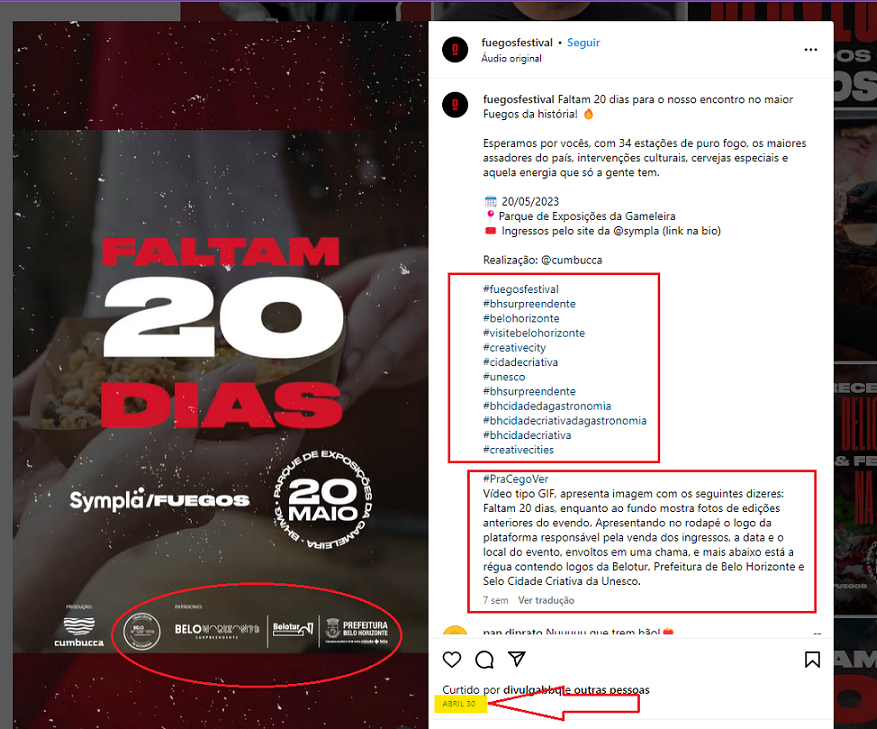 FALTAM
20
DIAS
Sympla/FUEGOS
PARQUE DE EXPOSIÇÕES DA GAMELEIRA - BH/MG
20
MAIO
PRODUÇÃO:
cumbucca
PATROCÍNIO:
BELO HORIZONTE
SURPREENDENTE
Belotur
PREFEITURA
BELO HORIZONTE
fuegosfestival • Seguir
Áudio original
fuegosfestival Faltam 20 dias para o nosso encontro no maior
Fuegos da história! 🔥
Esperamos por vocês, com 34 estações de puro fogo, os maiores
assadores do país, intervenções culturais, cervejas especiais e
aquela energia que só a gente tem.
📅 20/05/2023
📍 Parque de Exposições da Gameleira
🎟️ Ingressos pelo site da @sympla (link na bio)
Realização: @cumbucca
#fuegosfestival
#bhsurpreendente
#belohorizonte
#visitebelohorizonte
#creativecity
#cidadecriativa
#unesco
#bhsurpreendente
#bhcidadedagastronomia
#bhcidadecriativadagastronomia
#bhcidadecriativa
#creativecities
#PraCegoVer
Vídeo tipo GIF, apresenta imagem com os seguintes dizeres:
Faltam 20 dias, enquanto ao fundo mostra fotos de edições
anteriores do evendo. Apresentando no rodapé o logo da
plataforma responsável pela venda dos ingressos, a data e o
local do evento, envoltos em uma chama, e mais abaixo está a
régua contendo logos da Belotur, Prefeitura de Belo Horizonte e
Selo Cidade Criativa da Unesco.
7 sem Ver tradução
Curtido por divulgabbq e outras pessoas
ABRIL 30